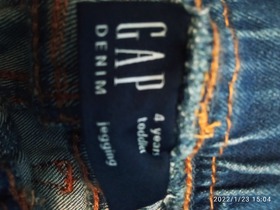 GAP
DENIM
4 years
toddler
jegging
2022/1/23 15:04